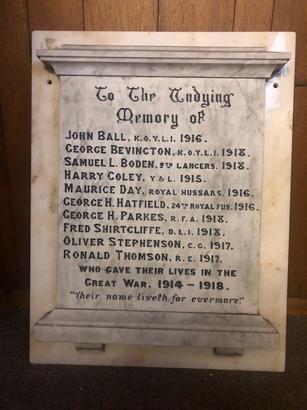 To The Undying
Memory of
JOHN BALL, K.O.Y.L.I. 1916.
GEORGE BEVINGTON, K.O.Y.L.I. 1918.
SAMUEL L. BODEN, 9TH LANCERS. 1918.
HARRY COLEY, Y & L. 1915.
MAURICE DAY, ROYAL HUSSARS. 1916.
GEORGE H. HATFIELD, 24TH ROYAL FUS. 1916.
GEORGE H. PARKES, R.F.A. 1918.
FRED SHIRTCLIFFE, D.L.I. 1918.
OLIVER STEPHENSON, C.G. 1917.
RONALD THOMSON, R.E. 1917.
WHO GAVE THEIR LIVES IN THE
GREAT WAR. 1914 – 1918.
"Their name liveth for evermore."